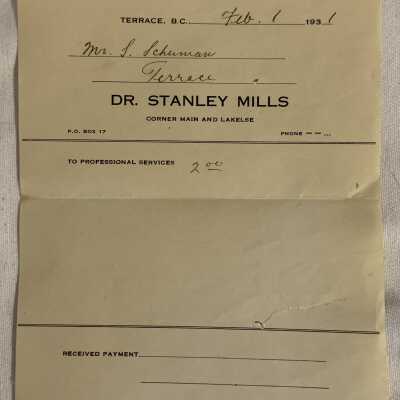 TERRACE, B.C. Feb. 1 1931
Mr. S. Schuman
Terrace
DR. STANLEY MILLS
CORNER MAIN AND LAKELSE
P.O. BOX 17 PHONE -- ...
TO PROFESSIONAL SERVICES 2 00
RECEIVED PAYMENT